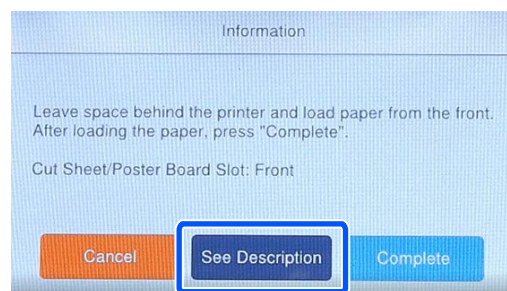 Information
Leave space behind the printer and load paper from the front.
After loading the paper, press "Complete".
Cut Sheet/Poster Board Slot: Front
Cancel
See Description
Complete